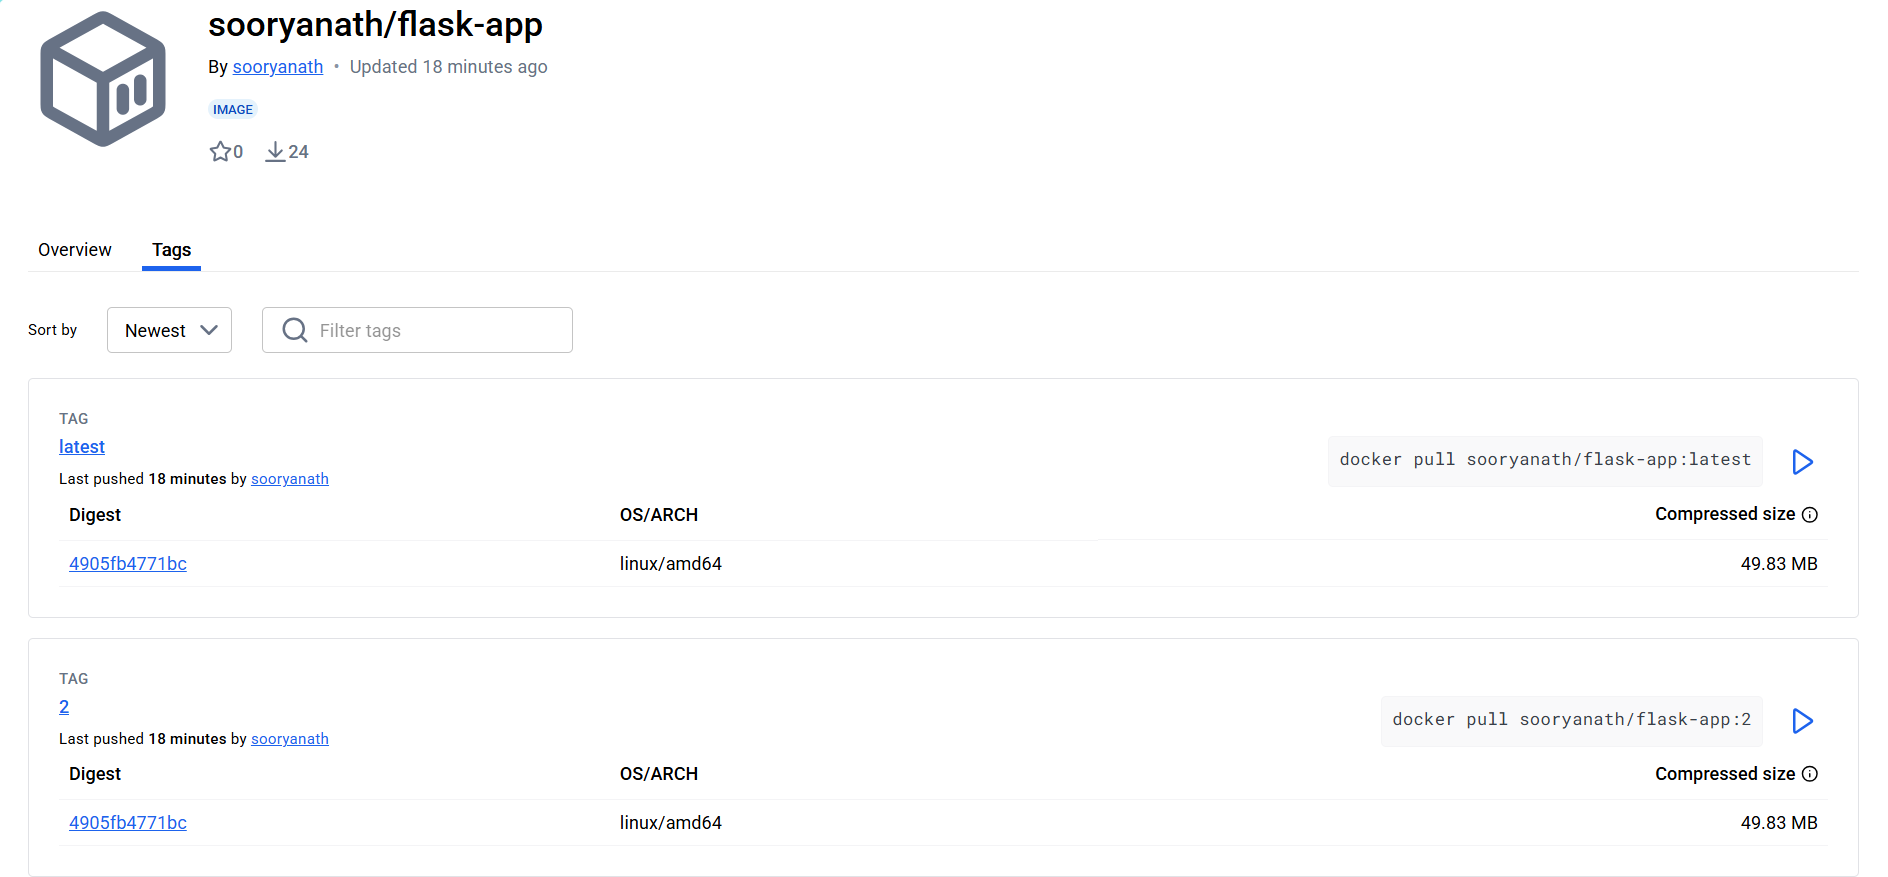 sooryanath/flask-app
By sooryanath • Updated 18 minutes ago
IMAGE
0 24
Overview Tags
Sort by Newest Filter tags
TAG
latest
docker pull sooryanath/flask-app:latest
Last pushed 18 minutes by sooryanath
Digest OS/ARCH Compressed size
4905fb4771bc linux/amd64 49.83 MB
TAG
2
docker pull sooryanath/flask-app:2
Last pushed 18 minutes by sooryanath
Digest OS/ARCH Compressed size
4905fb4771bc linux/amd64 49.83 MB